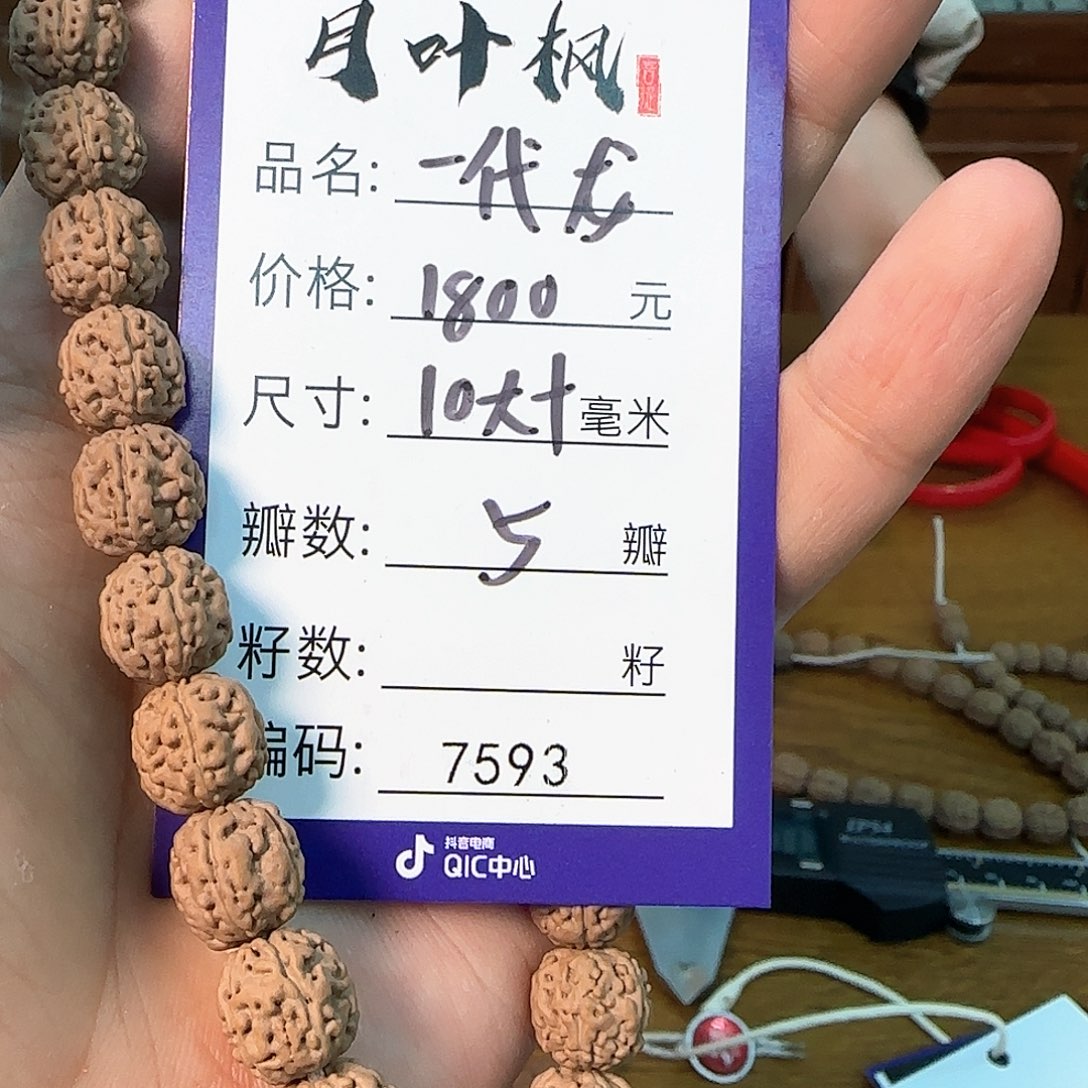 月叶枫
品名: 一代龙
价格: 1800 元
尺寸: 10大+ 毫米
瓣数: 5 瓣
籽数: 籽
编码: 7593
抖音电商
QIC中心